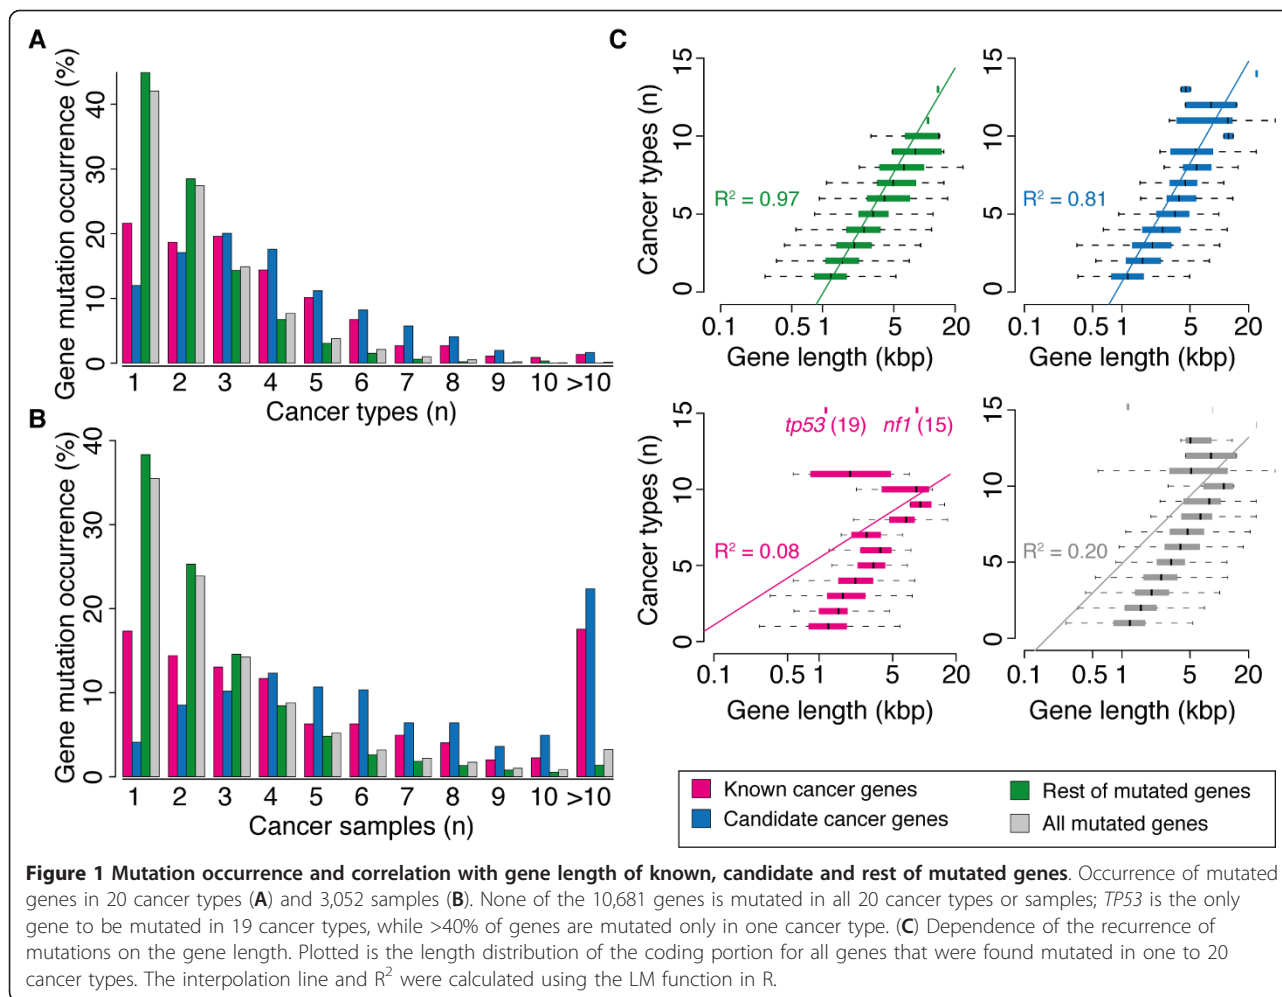 A
Gene mutation occurrence (%)
40
30
20
10
0
1 2 3 4 5 6 7 8 9 10 >10
Cancer types (n)
B
Gene mutation occurrence (%)
40
30
20
10
0
1 2 3 4 5 6 7 8 9 10 >10
Cancer samples (n)
C
Cancer types (n)
15
10
5
0
R² = 0.97
0.1 0.5 1 5 20
Gene length (kbp)
15
10
5
0
R² = 0.81
0.1 0.5 1 5 20
Gene length (kbp)
Cancer types (n)
15
10
5
0
tp53 (19) nf1 (15)
R² = 0.08
0.1 0.5 1 5 20
Gene length (kbp)
15
10
5
0
R² = 0.20
0.1 0.5 1 5 20
Gene length (kbp)
Known cancer genes
Candidate cancer genes
Rest of mutated genes
All mutated genes
Figure 1 Mutation occurrence and correlation with gene length of known, candidate and rest of mutated genes. Occurrence of mutated
genes in 20 cancer types (A) and 3,052 samples (B). None of the 10,681 genes is mutated in all 20 cancer types or samples; TP53 is the only
gene to be mutated in 19 cancer types, while >40% of genes are mutated only in one cancer type. (C) Dependence of the recurrence of
mutations on the gene length. Plotted is the length distribution of the coding portion for all genes that were found mutated in one to 20
cancer types. The interpolation line and R² were calculated using the LM function in R.